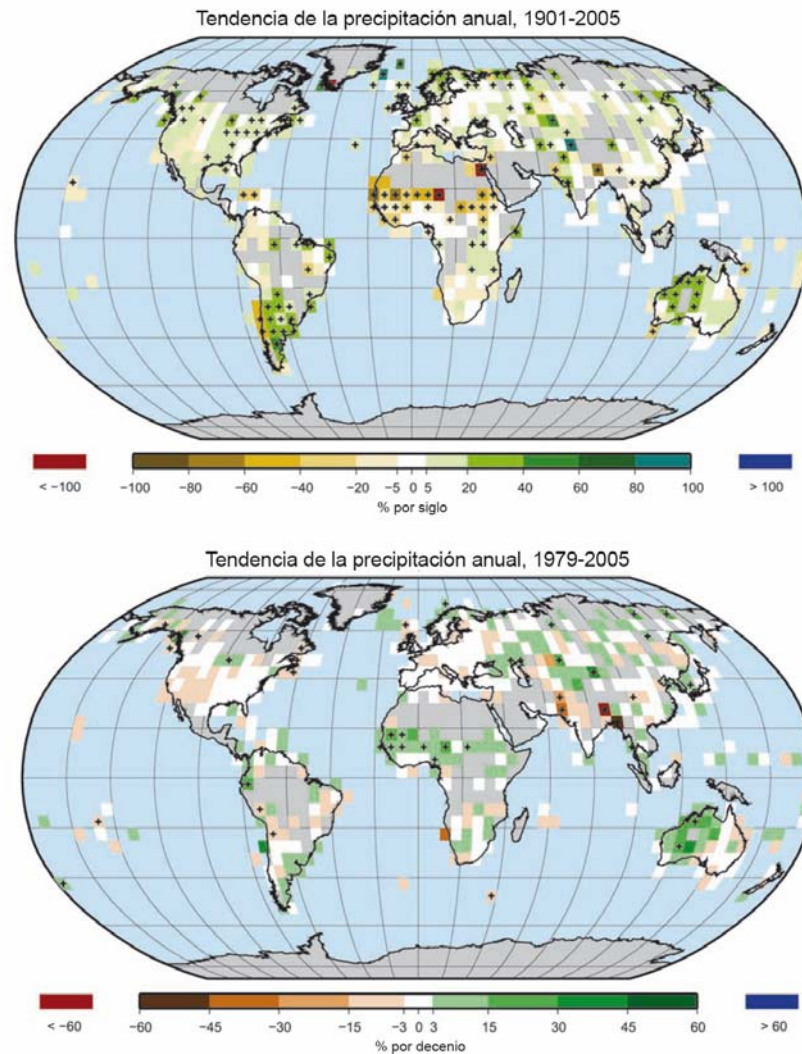 Tendencia de la precipitación anual, 1901-2005
< −100 −100 −80 −60 −40 −20 −5 0 5 20 40 60 80 100 > 100
% por siglo
Tendencia de la precipitación anual, 1979-2005
< −60 −60 −45 −30 −15 −3 0 3 15 30 45 60 > 60
% por decenio